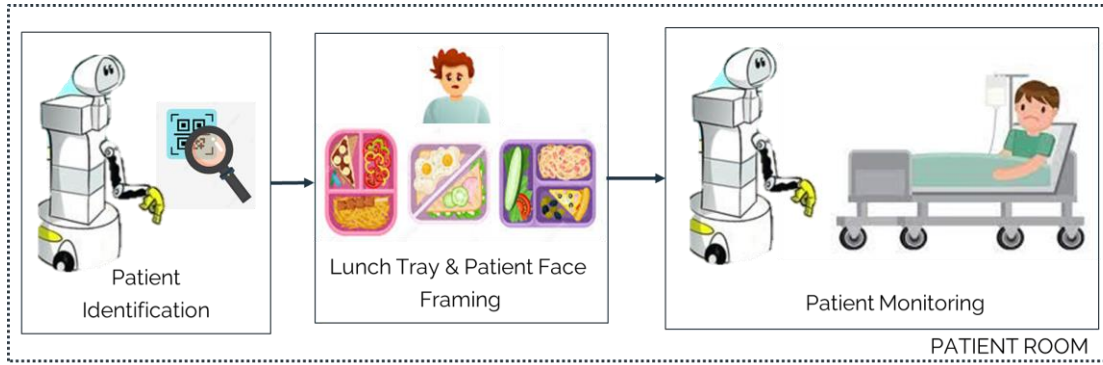 Patient
Identification
Lunch Tray & Patient Face
Framing
Patient Monitoring
PATIENT ROOM